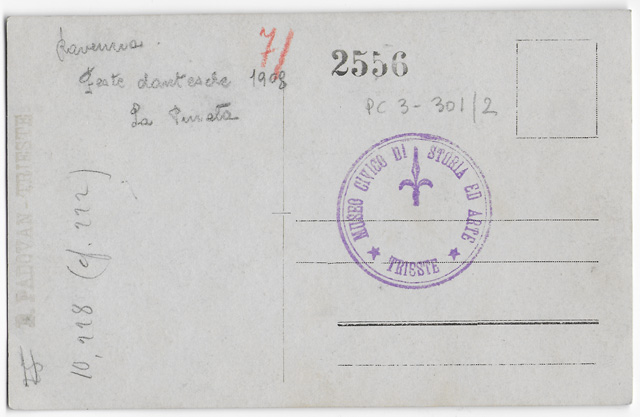 Ravenna.
Feste dantesche 1908
La Pineta
71
2556
PC 3-301/2
MUSEO CIVICO DI STORIA ED ARTE
TRIESTE
PADOVAN - TRIESTE
10,228 (cf. 222)